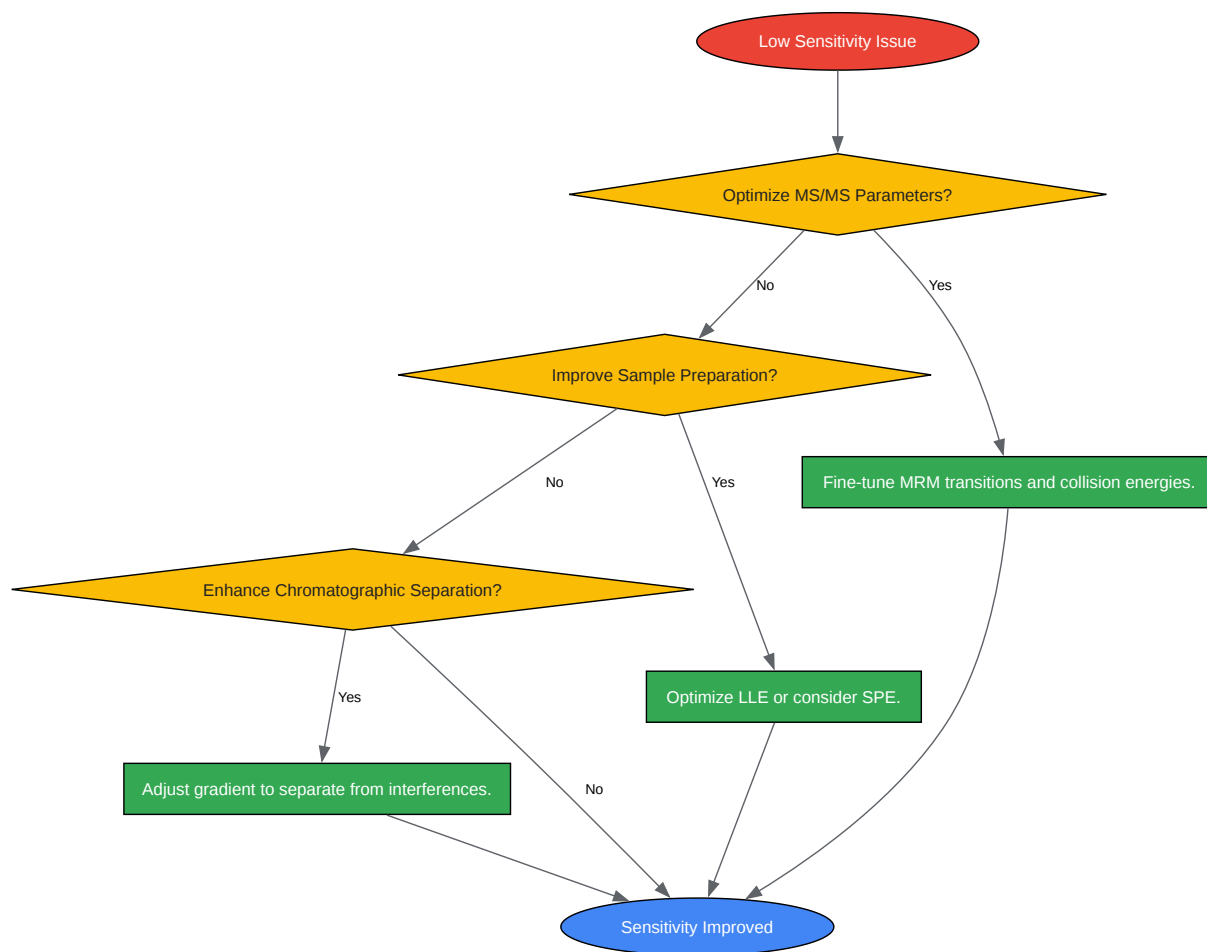 Low Sensitivity Issue
Optimize MS/MS Parameters?
No
Yes
Improve Sample Preparation?
No
Yes
Fine-tune MRM transitions and collision energies.
Enhance Chromatographic Separation?
Yes
Optimize LLE or consider SPE.
Adjust gradient to separate from interferences.
No
Sensitivity Improved